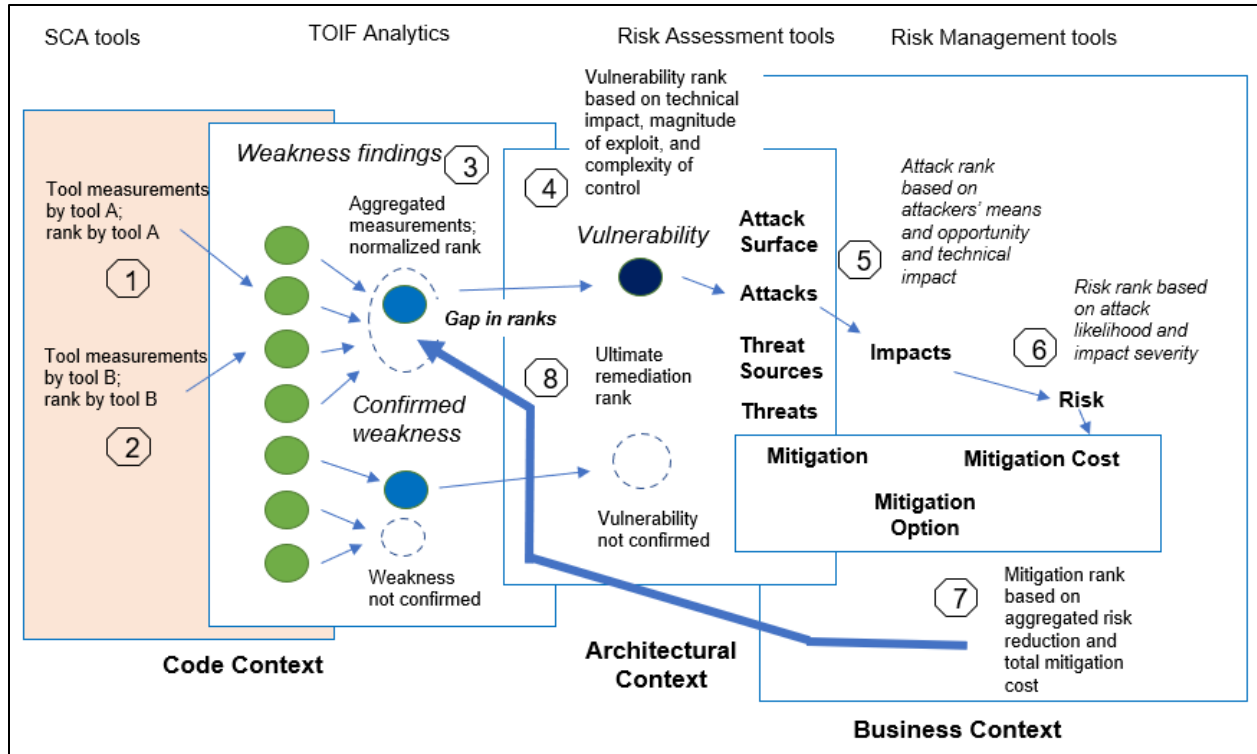 SCA tools
TOIF Analytics
Risk Assessment tools
Risk Management tools
Tool measurements
by tool A;
rank by tool A
1
Tool measurements
by tool B;
rank by tool B
2
Weakness findings
3
Aggregated
measurements;
normalized rank
Gap in ranks
Confirmed
weakness
Weakness
not confirmed
Code Context
Vulnerability rank
based on technical
impact, magnitude
of exploit, and
complexity of
control
4
Vulnerability
8
Ultimate
remediation
rank
Vulnerability
not confirmed
Attack
Surface
Attacks
Threat
Sources
Threats
Architectural
Context
5
Attack rank
based on
attackers' means
and opportunity
and technical
impact
Impacts
6
Risk rank based
on attack
likelihood and
impact severity
Risk
Mitigation
Mitigation Cost
Mitigation
Option
7
Mitigation rank
based on
aggregated risk
reduction and
total mitigation
cost
Business Context